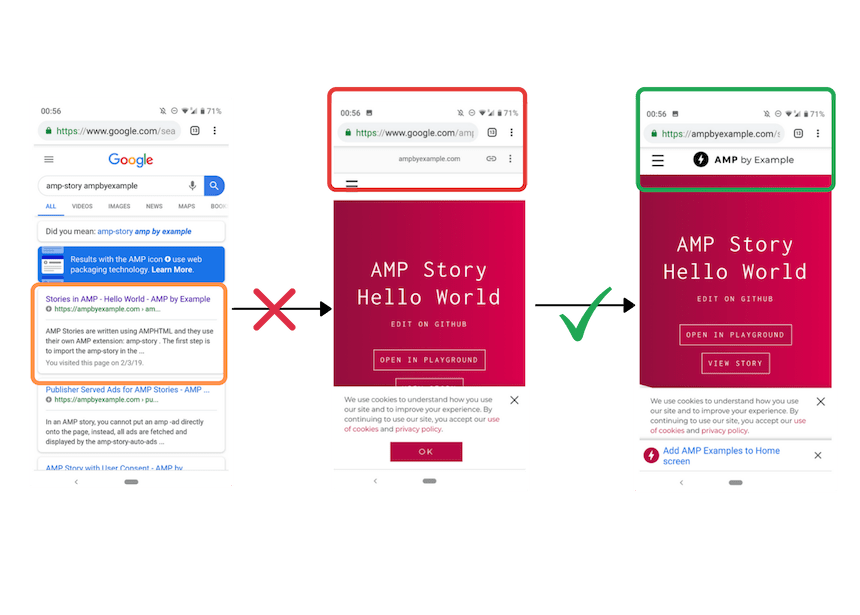 00:56
71%
https://www.google.com/sea
Google
amp-story ampbyexample
ALL VIDEOS IMAGES NEWS MAPS BOOK
Did you mean: amp-story amp by example
Results with the AMP icon use web
packaging technology. Learn More.
Stories in AMP - Hello World - AMP by Example
https://ampbyexample.com › am...
AMP Stories are written using AMPHTML and they use
their own AMP extension: amp-story . The first step is
to import the amp-story in the ...
You visited this page on 2/3/19.
Publisher Served Ads for AMP Stories - AMP ...
https://ampbyexample.com › pu...
In an AMP story, you cannot put an amp -ad directly
onto the page, instead, all ads are fetched and
displayed by the amp-story-auto-ads ...
AMP Story with User Consent - AMP by
00:56
71%
https://www.google.com/amp
ampbyexample.com
AMP Story
Hello World
EDIT ON GITHUB
OPEN IN PLAYGROUND
We use cookies to understand how you use
our site and to improve your experience. By
continuing to use our site, you accept our use
of cookies and privacy policy.
OK
00:56
71%
https://ampbyexample.com/s
AMP by Example
AMP Story
Hello World
EDIT ON GITHUB
OPEN IN PLAYGROUND
VIEW STORY
We use cookies to understand how you use
our site and to improve your experience. By
continuing to use our site, you accept our use
of cookies and privacy policy.
Add AMP Examples to Home
screen